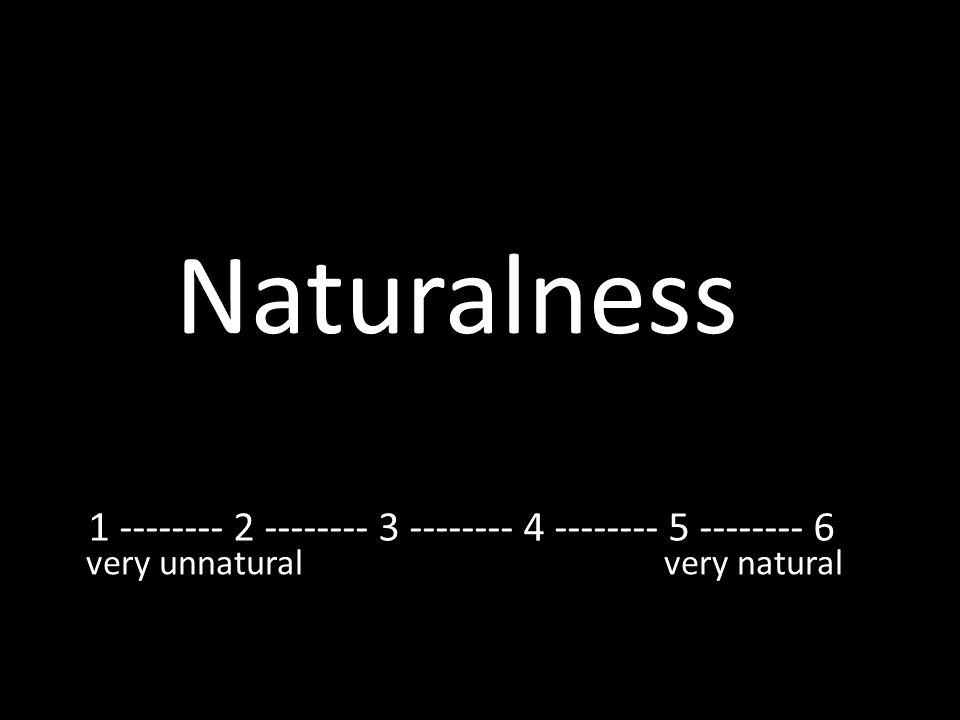 Naturalness
1 -------- 2 -------- 3 -------- 4 -------- 5 -------- 6
very unnatural very natural